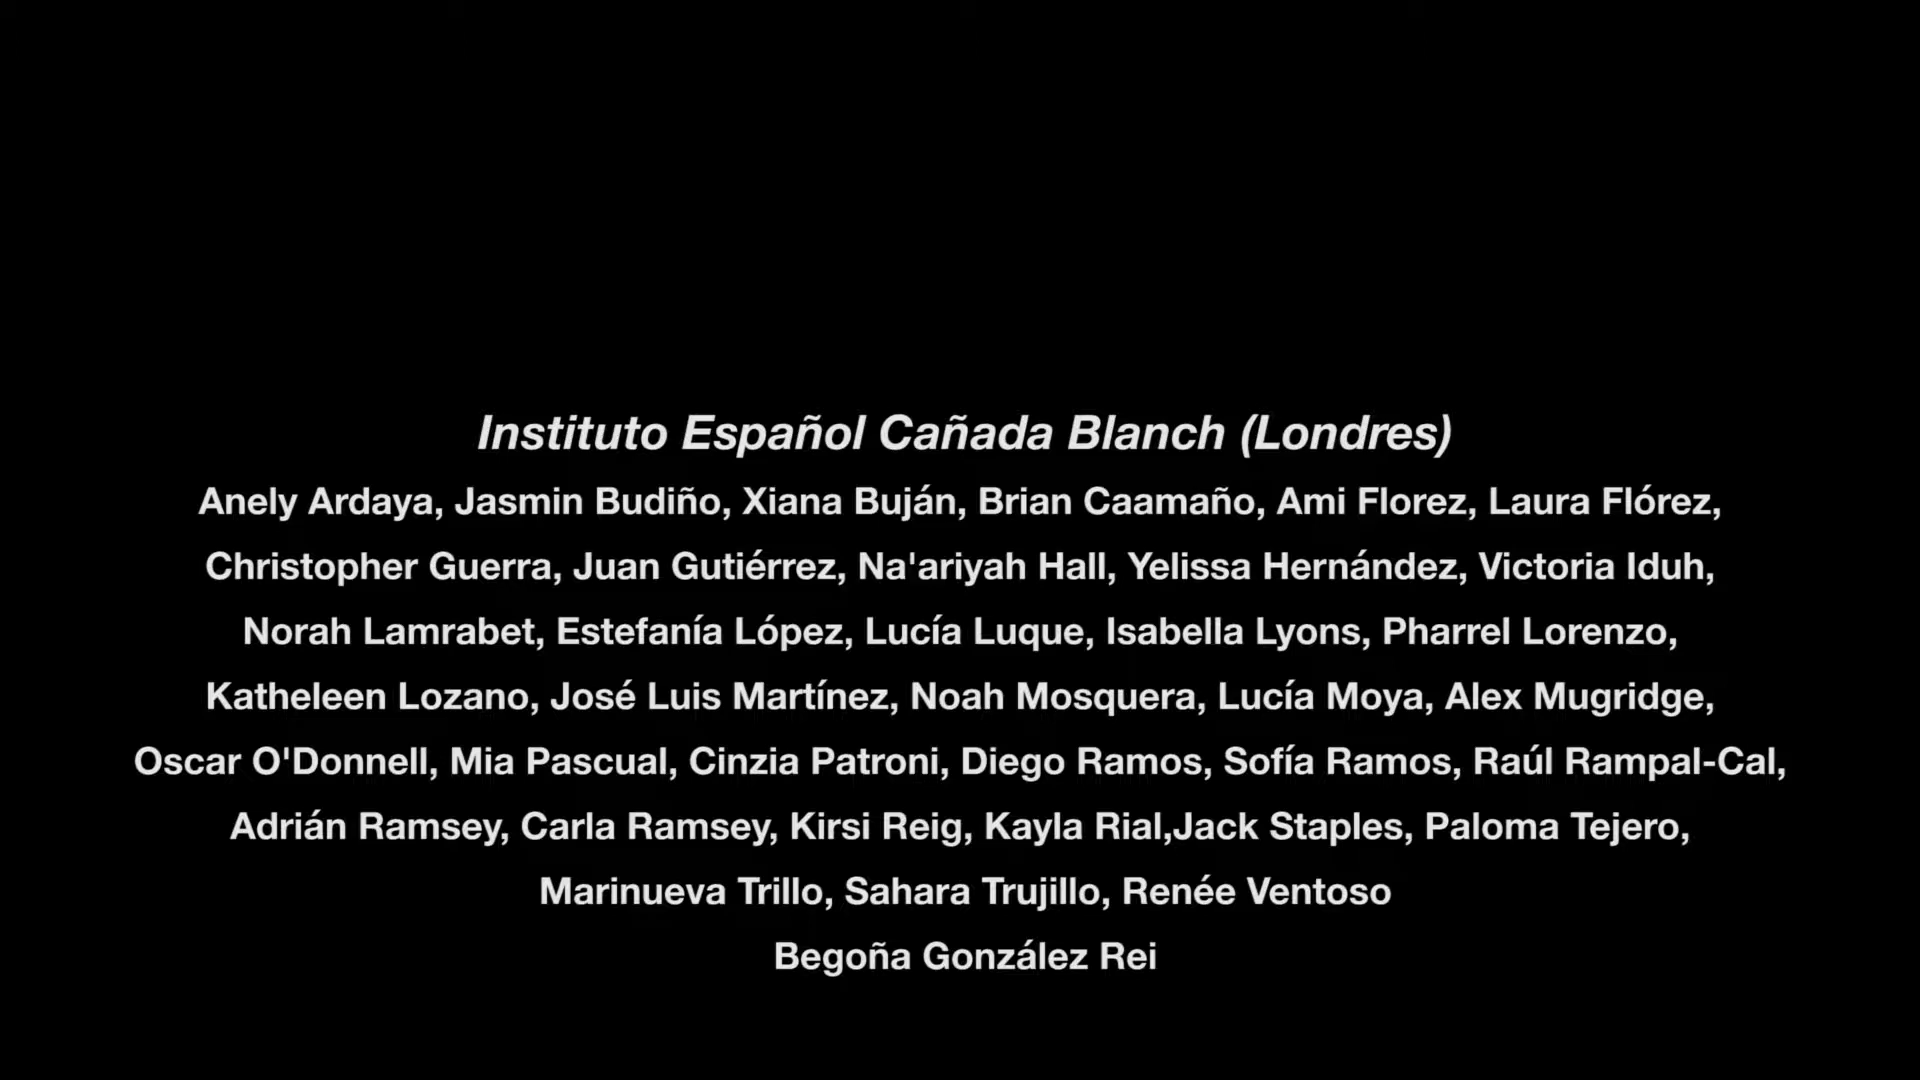 Instituto Español Cañada Blanch (Londres)
Anely Ardaya, Jasmin Budiño, Xiana Buján, Brian Caamaño, Ami Florez, Laura Flórez,
Christopher Guerra, Juan Gutiérrez, Na'ariyah Hall, Yelissa Hernández, Victoria Iduh,
Norah Lamrabet, Estefanía López, Lucía Luque, Isabella Lyons, Pharrel Lorenzo,
Katheleen Lozano, José Luis Martínez, Noah Mosquera, Lucía Moya, Alex Mugridge,
Oscar O'Donnell, Mia Pascual, Cinzia Patroni, Diego Ramos, Sofía Ramos, Raúl Rampal-Cal,
Adrián Ramsey, Carla Ramsey, Kirsi Reig, Kayla Rial,Jack Staples, Paloma Tejero,
Marinueva Trillo, Sahara Trujillo, Renée Ventoso
Begoña González Rei